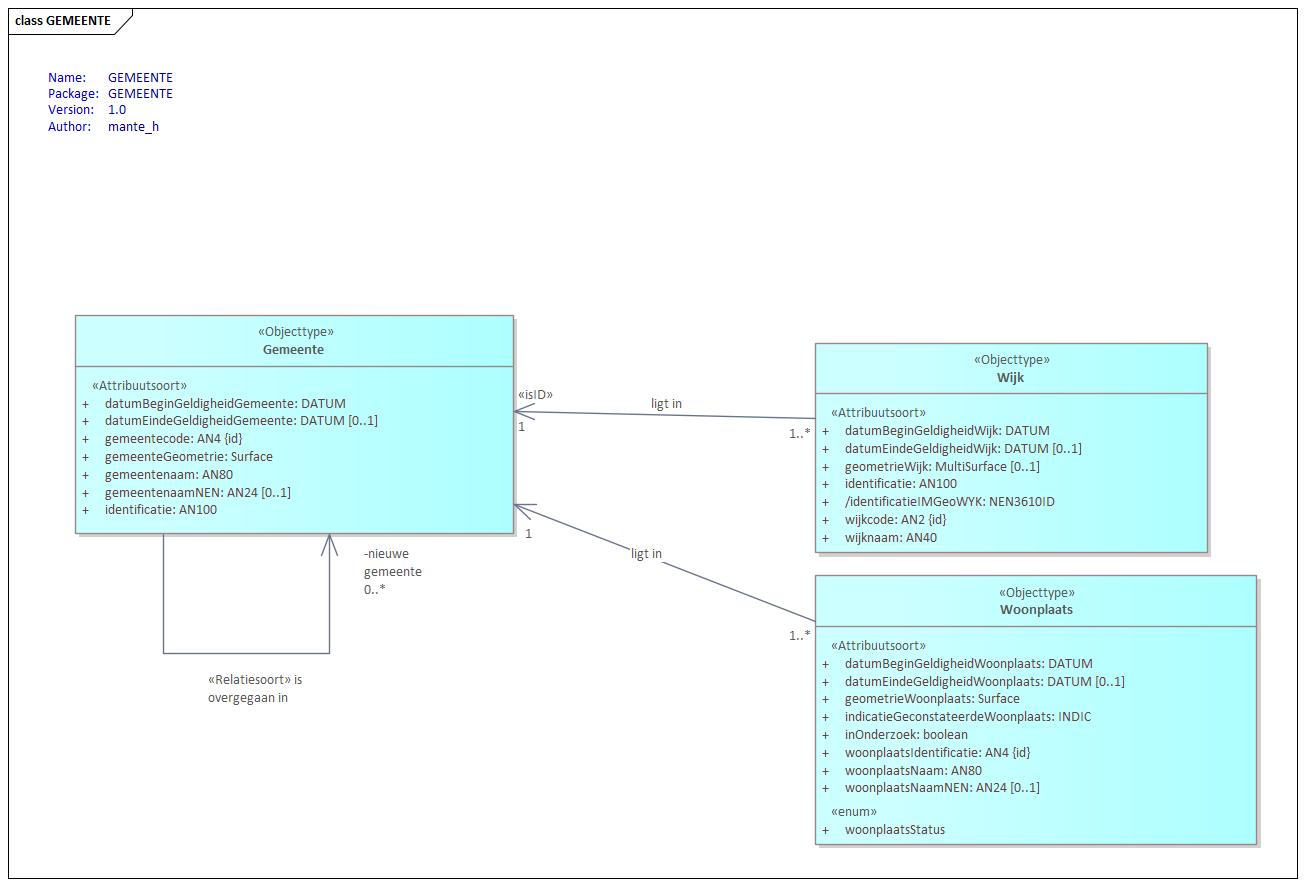 class GEMEENTE
Name: GEMEENTE
Package: GEMEENTE
Version: 1.0
Author: mante_h
«Objecttype»
Gemeente
«Attribuutsoort»
+ datumBeginGeldigheidGemeente: DATUM
+ datumEindeGeldigheidGemeente: DATUM [0..1]
+ gemeentecode: AN4 {id}
+ gemeenteGeometrie: Surface
+ gemeentenaam: AN80
+ gemeentenaamNEN: AN24 [0..1]
+ identificatie: AN100
«isID»
1
ligt in
1..*
«Objecttype»
Wijk
«Attribuutsoort»
+ datumBeginGeldigheidWijk: DATUM
+ datumEindeGeldigheidWijk: DATUM [0..1]
+ geometrieWijk: MultiSurface [0..1]
+ identificatie: AN100
+ /identificatieIMGeoWYK: NEN3610ID
+ wijkcode: AN2 {id}
+ wijknaam: AN40
1
ligt in
1..*
-nieuwe
gemeente
0..*
«Relatiesoort» is
overgegaan in
«Objecttype»
Woonplaats
«Attribuutsoort»
+ datumBeginGeldigheidWoonplaats: DATUM
+ datumEindeGeldigheidWoonplaats: DATUM [0..1]
+ geometrieWoonplaats: Surface
+ indicatieGeconstateerdeWoonplaats: INDIC
+ inOnderzoek: boolean
+ woonplaatsIdentificatie: AN4 {id}
+ woonplaatsNaam: AN80
+ woonplaatsNaamNEN: AN24 [0..1]
«enum»
+ woonplaatsStatus